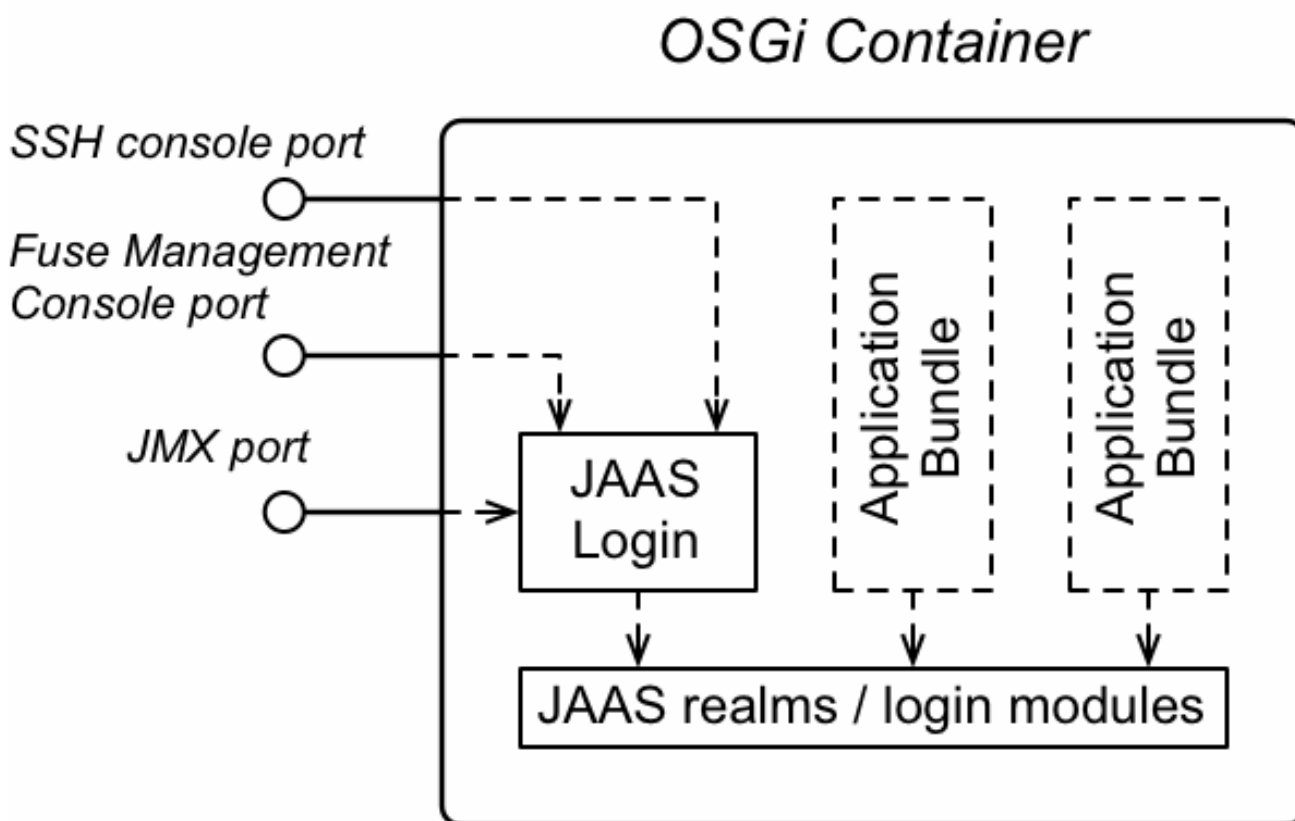 OSGi Container
SSH console port
Fuse Management
Console port
JMX port
JAAS
Login
Application
Bundle
Application
Bundle
JAAS realms / login modules